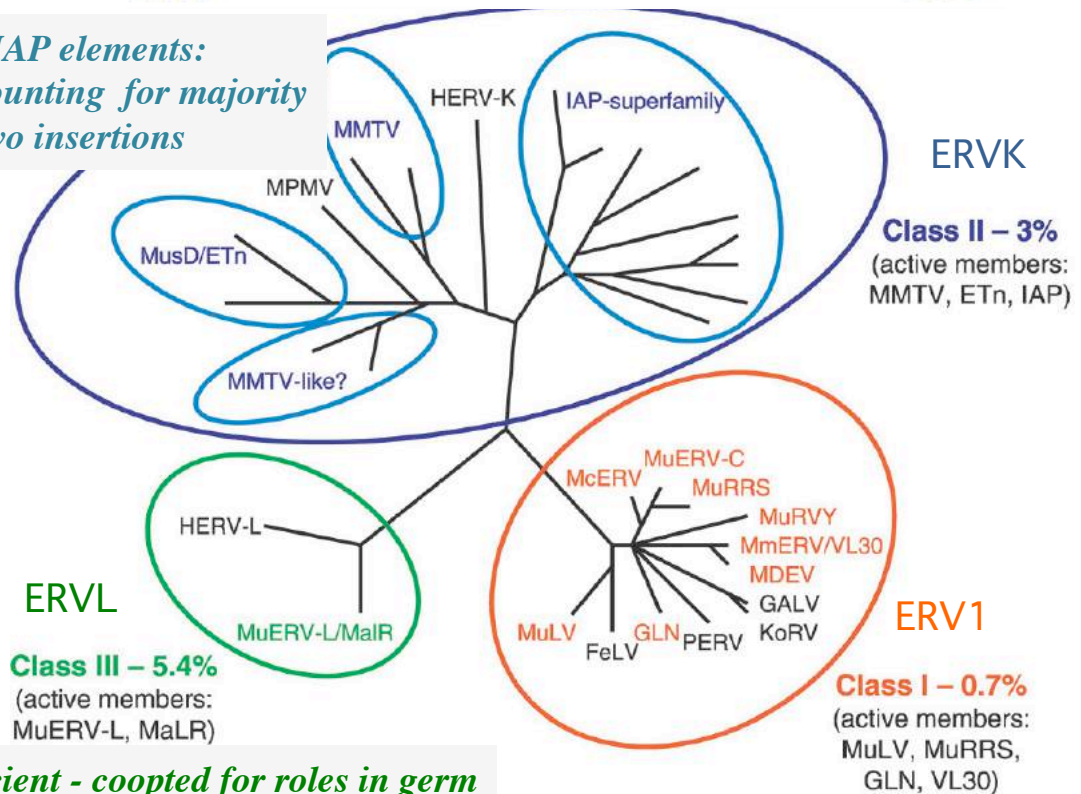 IAP elements:
ounting for majority
vo insertions
MMTV
HERV-K
IAP-superfamily
ERVK
MPMV
Class II – 3%
(active members:
MMTV, ETn, IAP)
MusD/ETn
MMTV-like?
MuERV-C
McERV
MuRRS
MuRVY
MmERV/VL30
MDEV
GALV
KoRV
HERV-L
ERVL
MuERV-L/MalR
MuLV
FeLV
GLN
PERV
ERV1
Class III – 5.4%
(active members:
MuERV-L, MaLR)
Class I – 0.7%
(active members:
MuLV, MuRRS,
GLN, VL30)
cient - coopted for roles in germ